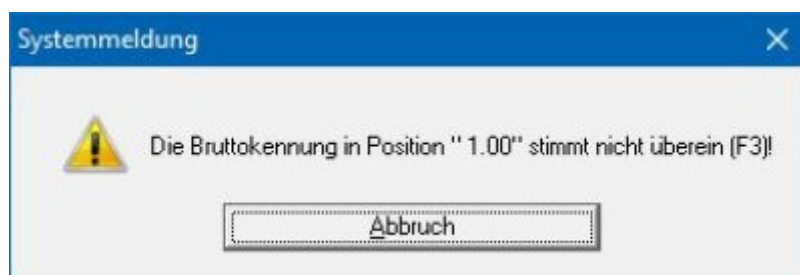 Systemmeldung
Die Bruttokennung in Position " 1.00" stimmt nicht überein (F3)!
Abbruch